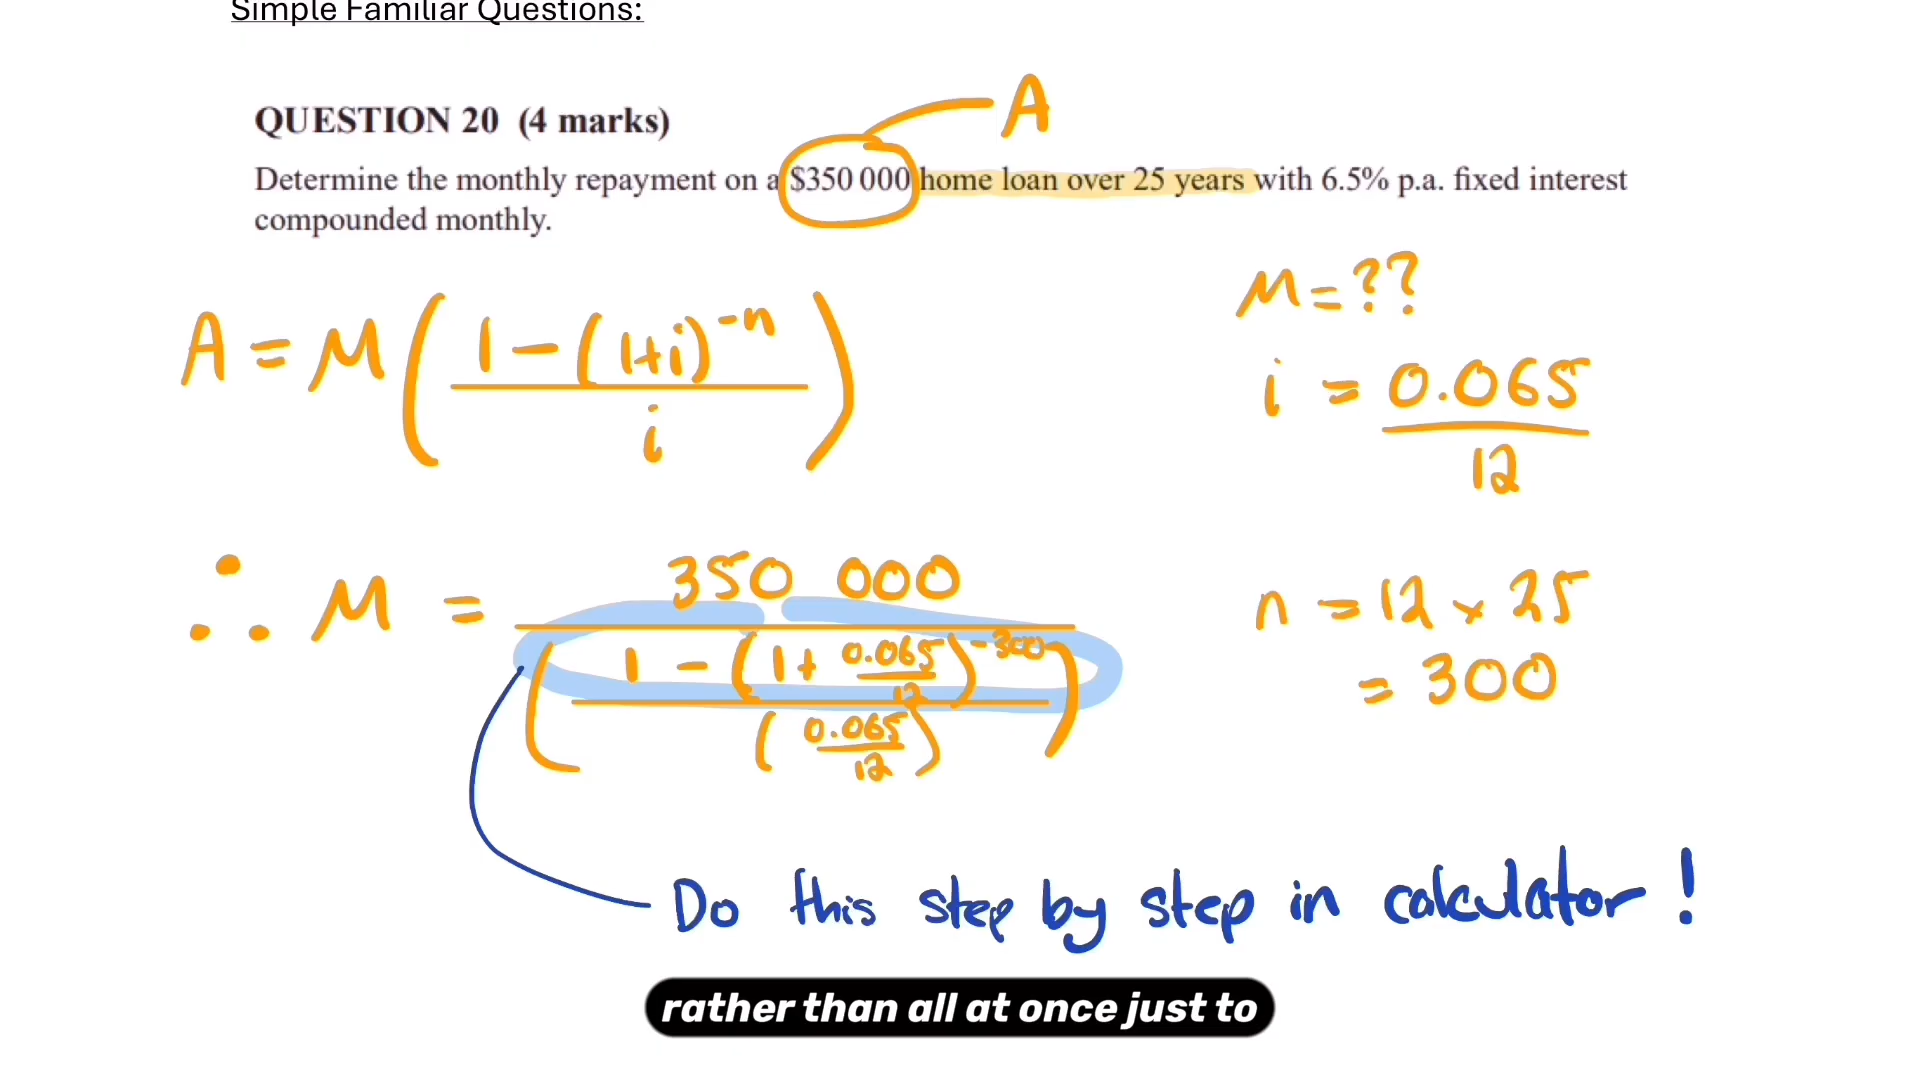 Simple Familiar Questions:
QUESTION 20 (4 marks)
A
Determine the monthly repayment on a $350 000 home loan over 25 years with 6.5% p.a. fixed interest
compounded monthly.
M = ??
A = M ( 1 - (1+i)^-n / i )
i = 0.065 / 12
∴ M = 350 000 / ( 1 - (1 + 0.065/12)^-300 / (0.065/12) )
n = 12 × 25
= 300
Do this step by step in calculator !
rather than all at once just to